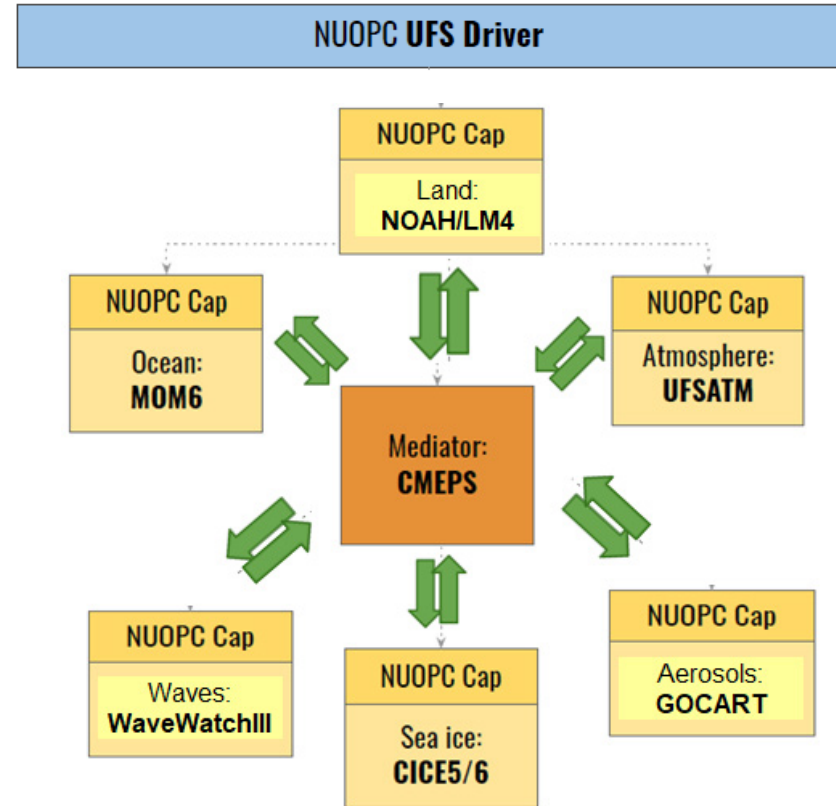 NUOPC UFS Driver
NUOPC Cap
Land:
NOAH/LM4
NUOPC Cap
Ocean:
MOM6
NUOPC Cap
Atmosphere:
UFSATM
Mediator:
CMEPS
NUOPC Cap
Waves:
WaveWatchIII
NUOPC Cap
Sea ice:
CICE5/6
NUOPC Cap
Aerosols:
GOCART